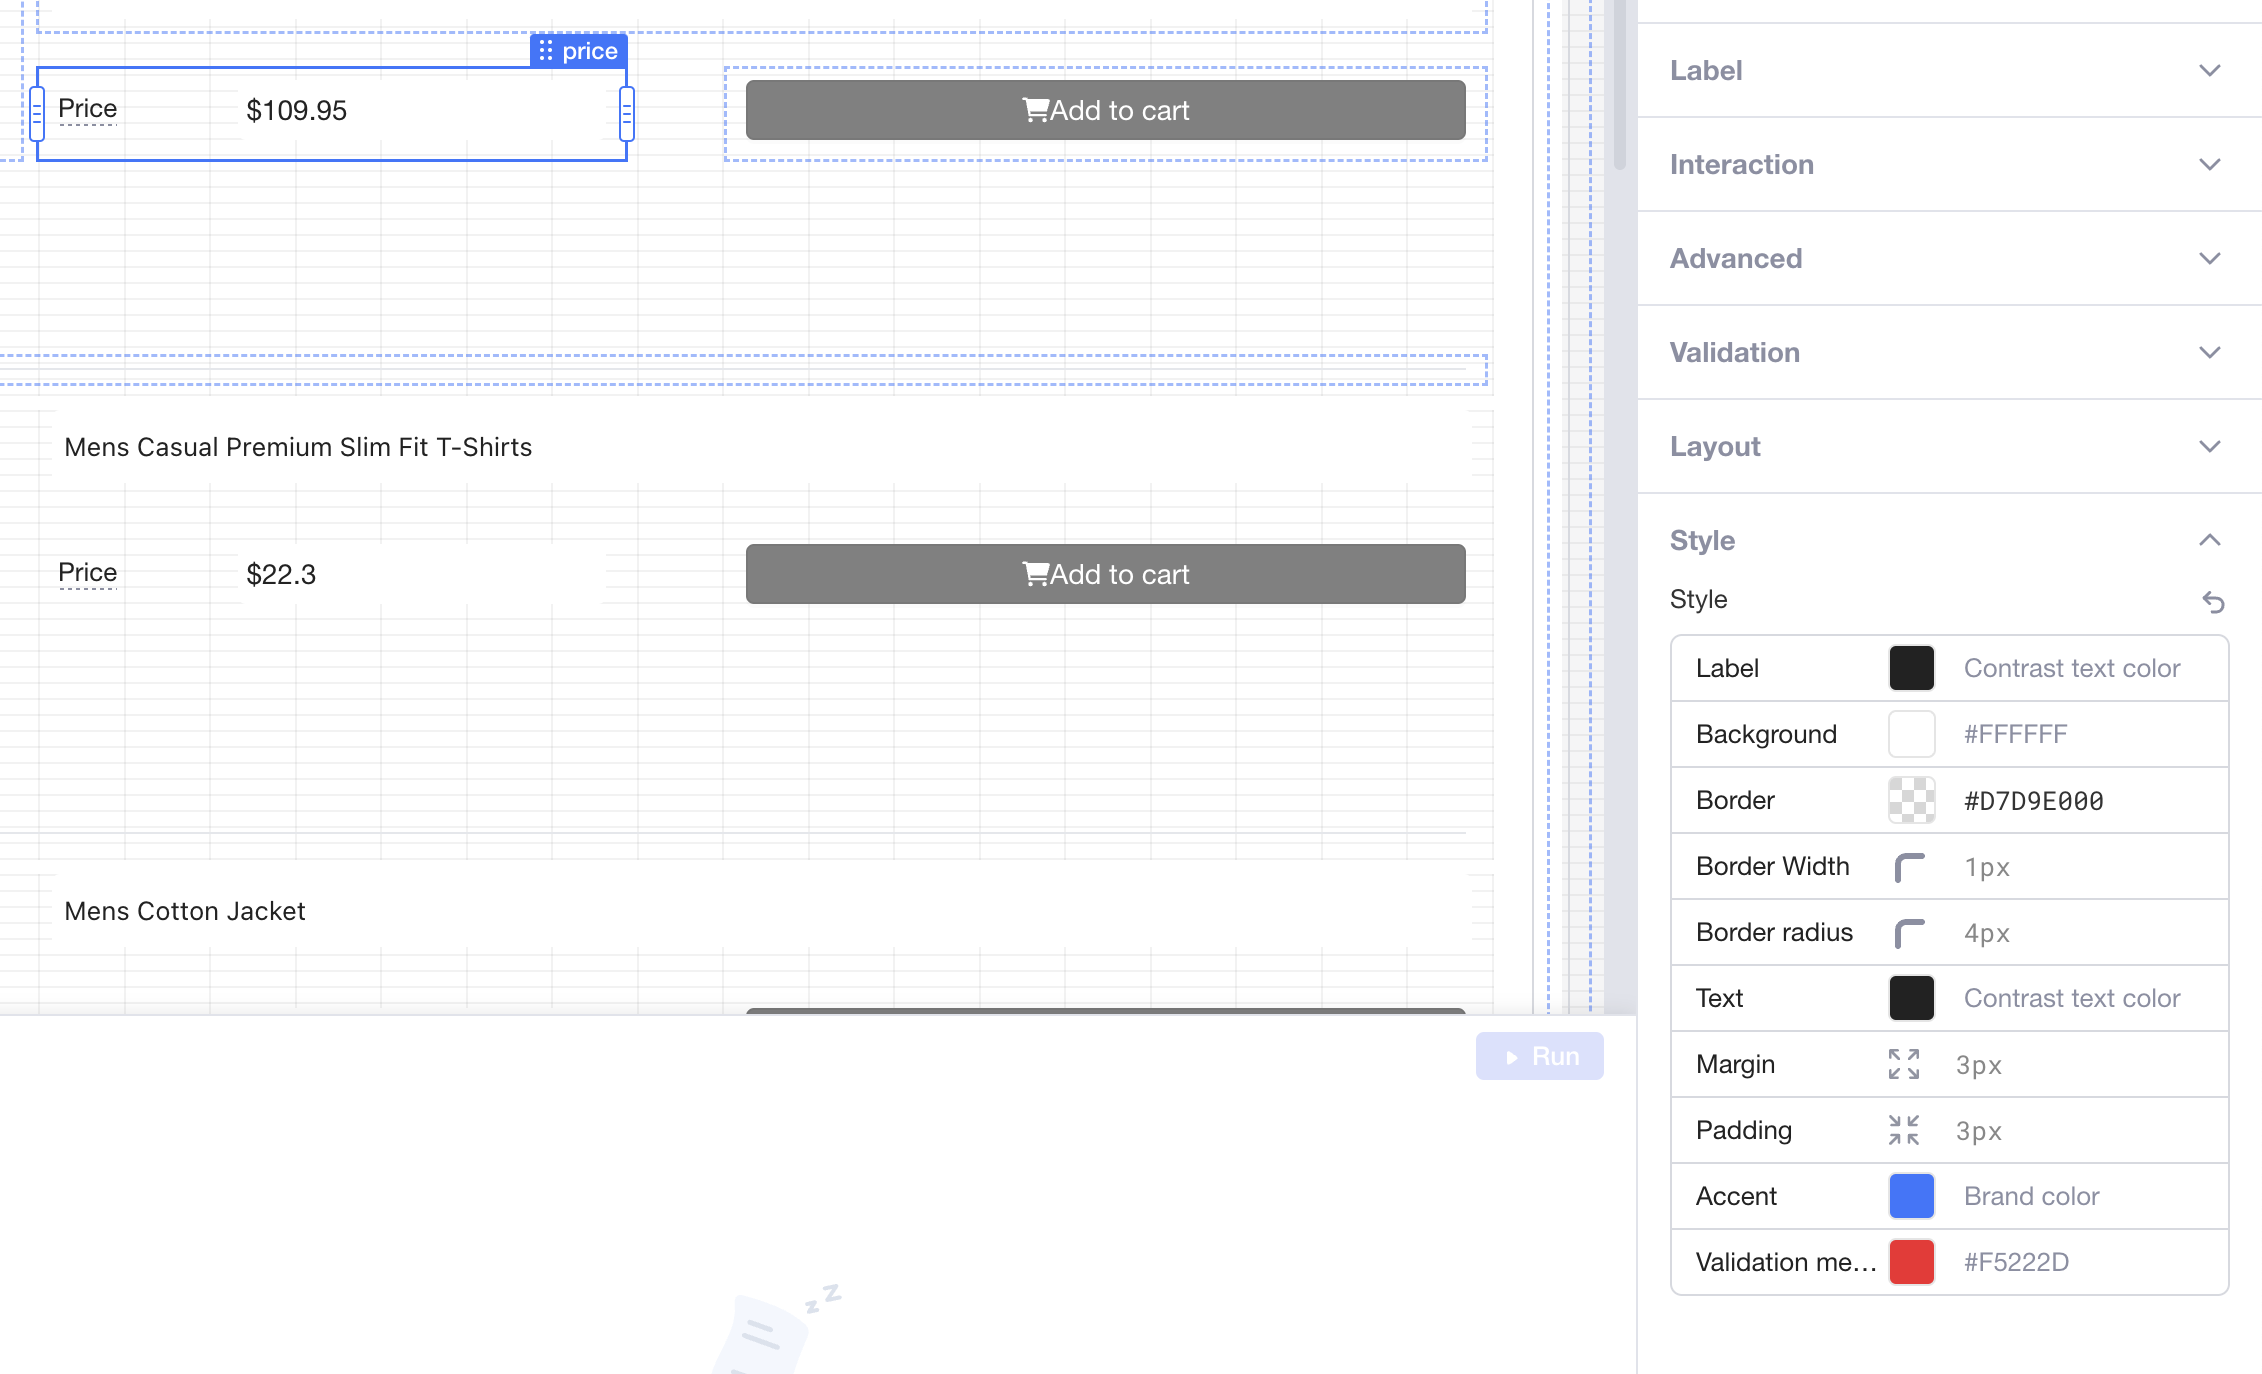 price
Price $109.95 Add to cart
Mens Casual Premium Slim Fit T-Shirts
Price $22.3 Add to cart
Mens Cotton Jacket
Run
z z
Label
Interaction
Advanced
Validation
Layout
Style
Style
Label Contrast text color
Background #FFFFFF
Border #D7D9E000
Border Width 1px
Border radius 4px
Text Contrast text color
Margin 3px
Padding 3px
Accent Brand color
Validation me... #F5222D